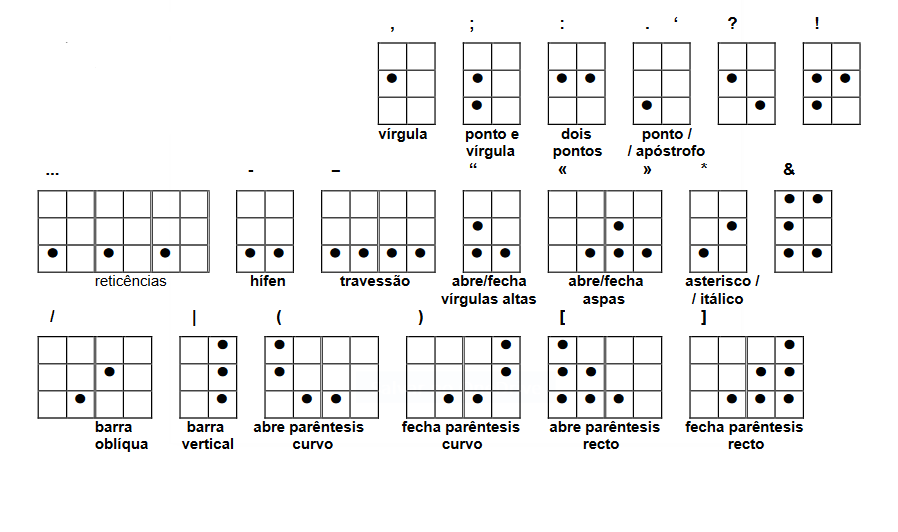 , ; : . ‘ ? !
vírgula ponto e dois ponto /
vírgula pontos / apóstrofo
... - – “ « » * &
reticências hífen travessão abre/fecha abre/fecha asterisco /
vírgulas altas aspas / itálico
/ | ( ) [ ]
barra barra abre parêntesis fecha parêntesis abre parêntesis fecha parêntesis
oblíqua vertical curvo curvo recto recto